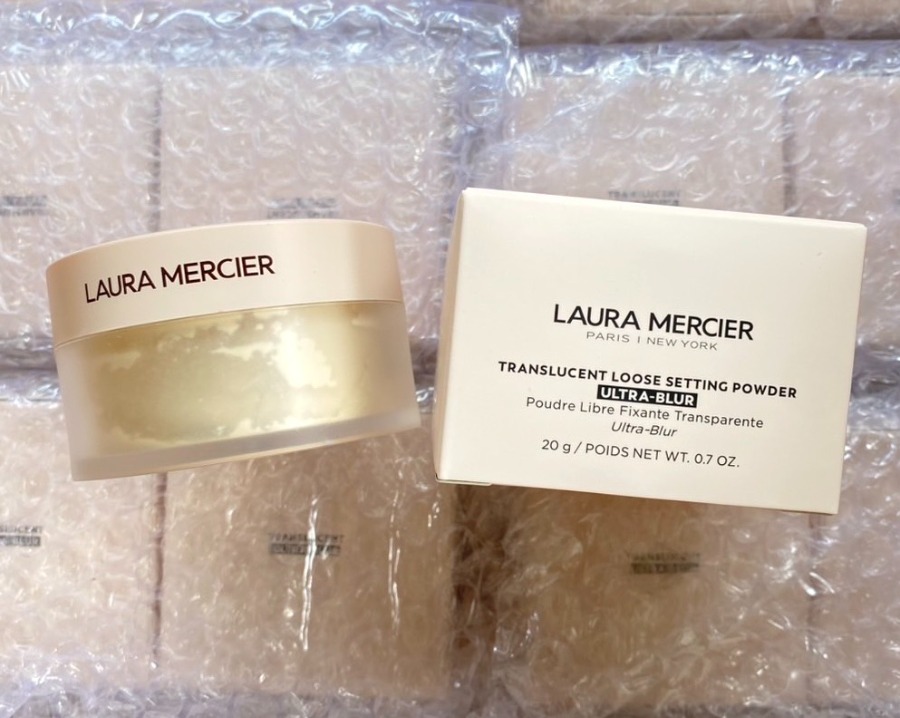 LAURA MERCIER
LAURA MERCIER
PARIS | NEW YORK
TRANSLUCENT LOOSE SETTING POWDER
ULTRA-BLUR
Poudre Libre Fixante Transparente
Ultra-Blur
20 g / POIDS NET WT. 0.7 OZ.